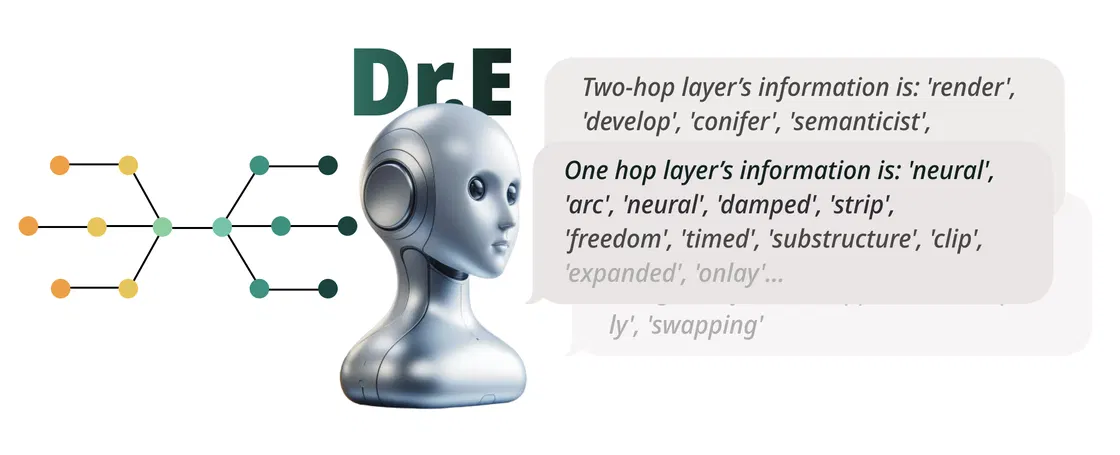 Dr.E
Two-hop layer's information is: 'render',
'develop', 'conifer', 'semanticist',
One hop layer's information is: 'neural',
'arc', 'neural', 'damped', 'strip',
'freedom', 'timed', 'substructure', 'clip',
'expanded', 'onlay'...
ly', 'swapping'